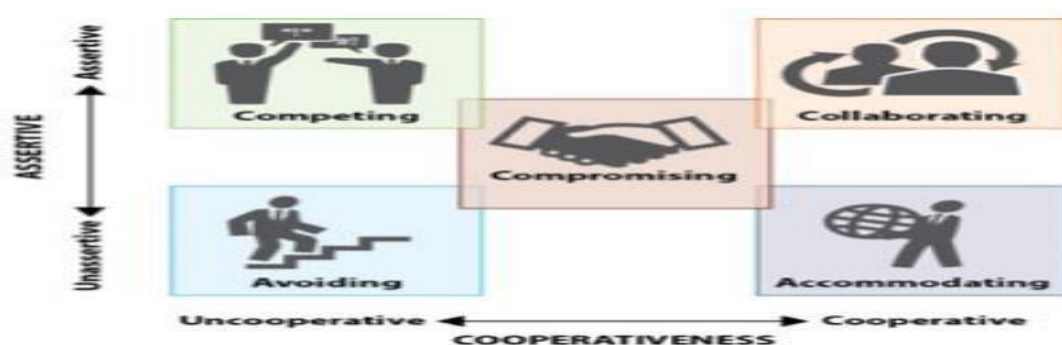 Assertive
ASSERTIVE
Unassertive
Competing
Collaborating
Compromising
Avoiding
Accommodating
Uncooperative
Cooperative
COOPERATIVENESS